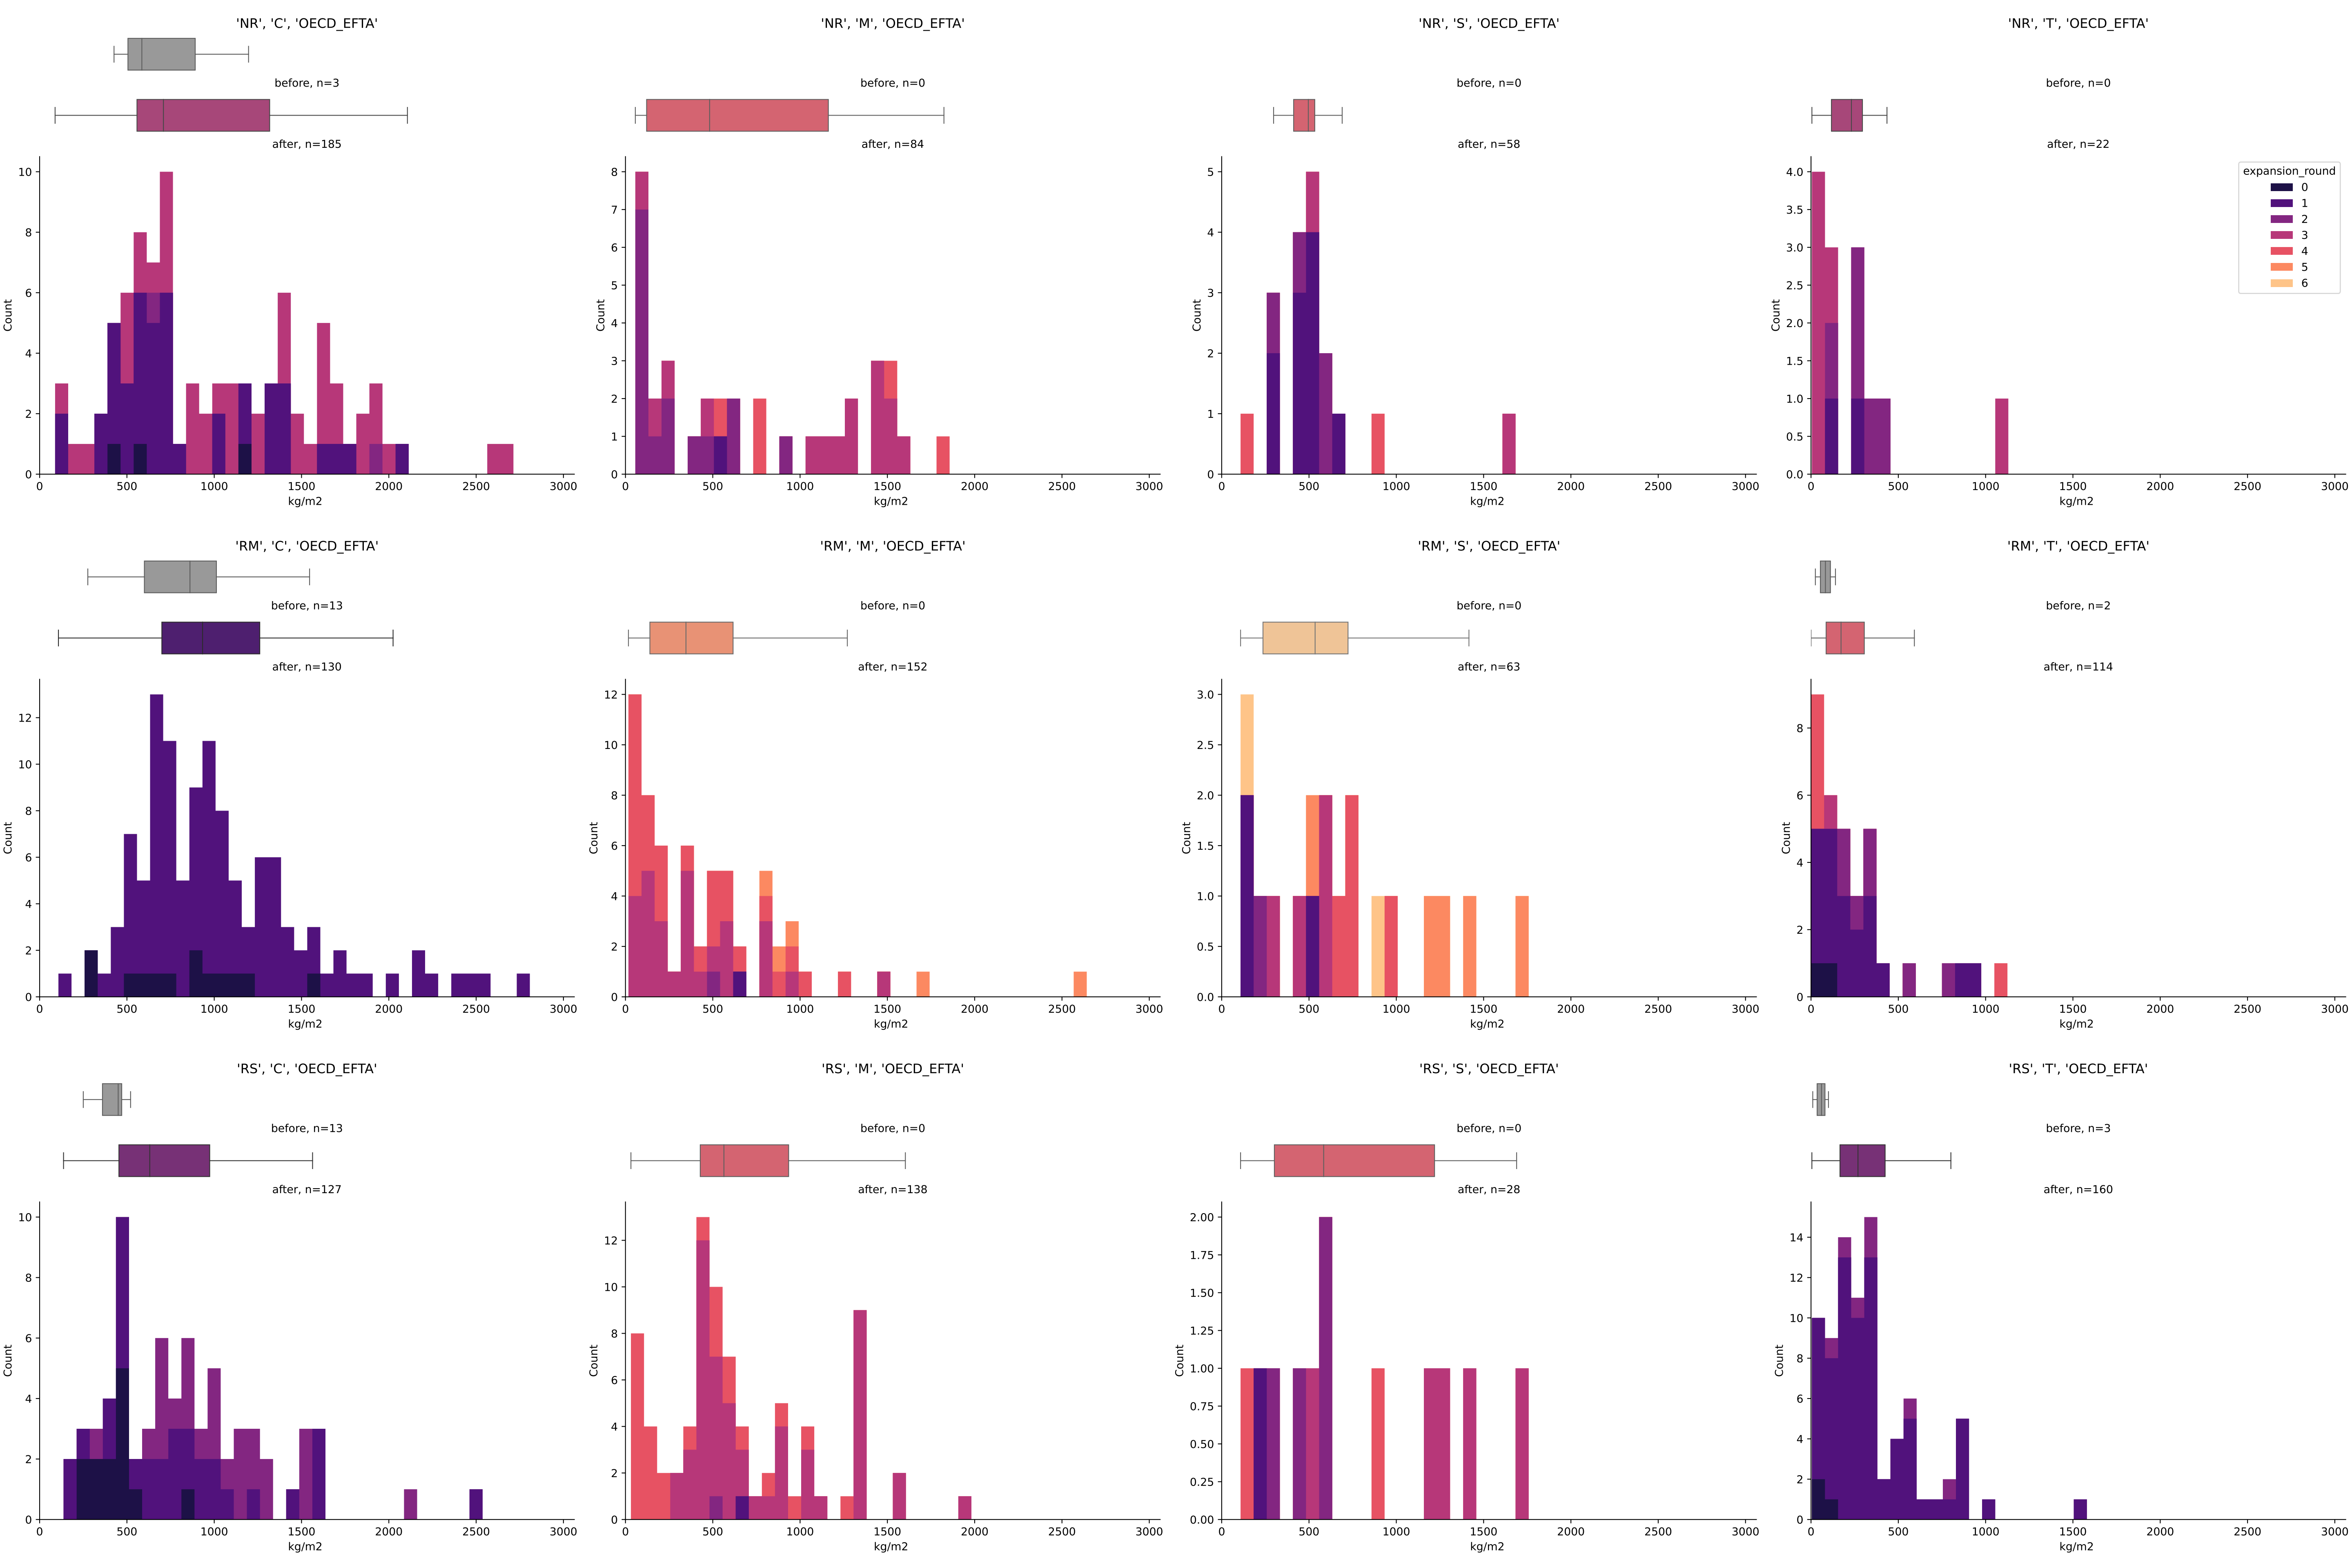 'NR', 'C', 'OECD_EFTA'
before, n=3
after, n=185
Count
10
8
6
4
2
0
0 500 1000 1500 2000 2500 3000
kg/m2
'NR', 'M', 'OECD_EFTA'
before, n=0
after, n=84
Count
8
7
6
5
4
3
2
1
0
0 500 1000 1500 2000 2500 3000
kg/m2
'NR', 'S', 'OECD_EFTA'
before, n=0
after, n=58
Count
5
4
3
2
1
0
0 500 1000 1500 2000 2500 3000
kg/m2
'NR', 'T', 'OECD_EFTA'
before, n=0
after, n=22
Count
4.0
3.5
3.0
2.5
2.0
1.5
1.0
0.5
0.0
0 500 1000 1500 2000 2500 3000
kg/m2
expansion_round
0
1
2
3
4
5
6
'RM', 'C', 'OECD_EFTA'
before, n=13
after, n=130
Count
12
10
8
6
4
2
0
0 500 1000 1500 2000 2500 3000
kg/m2
'RM', 'M', 'OECD_EFTA'
before, n=0
after, n=152
Count
12
10
8
6
4
2
0
0 500 1000 1500 2000 2500 3000
kg/m2
'RM', 'S', 'OECD_EFTA'
before, n=0
after, n=63
Count
3.0
2.5
2.0
1.5
1.0
0.5
0.0
0 500 1000 1500 2000 2500 3000
kg/m2
'RM', 'T', 'OECD_EFTA'
before, n=2
after, n=114
Count
8
6
4
2
0
0 500 1000 1500 2000 2500 3000
kg/m2
'RS', 'C', 'OECD_EFTA'
before, n=13
after, n=127
Count
10
8
6
4
2
0
0 500 1000 1500 2000 2500 3000
kg/m2
'RS', 'M', 'OECD_EFTA'
before, n=0
after, n=138
Count
12
10
8
6
4
2
0
0 500 1000 1500 2000 2500 3000
kg/m2
'RS', 'S', 'OECD_EFTA'
before, n=0
after, n=28
Count
2.00
1.75
1.50
1.25
1.00
0.75
0.50
0.25
0.00
0 500 1000 1500 2000 2500 3000
kg/m2
'RS', 'T', 'OECD_EFTA'
before, n=3
after, n=160
Count
14
12
10
8
6
4
2
0
0 500 1000 1500 2000 2500 3000
kg/m2